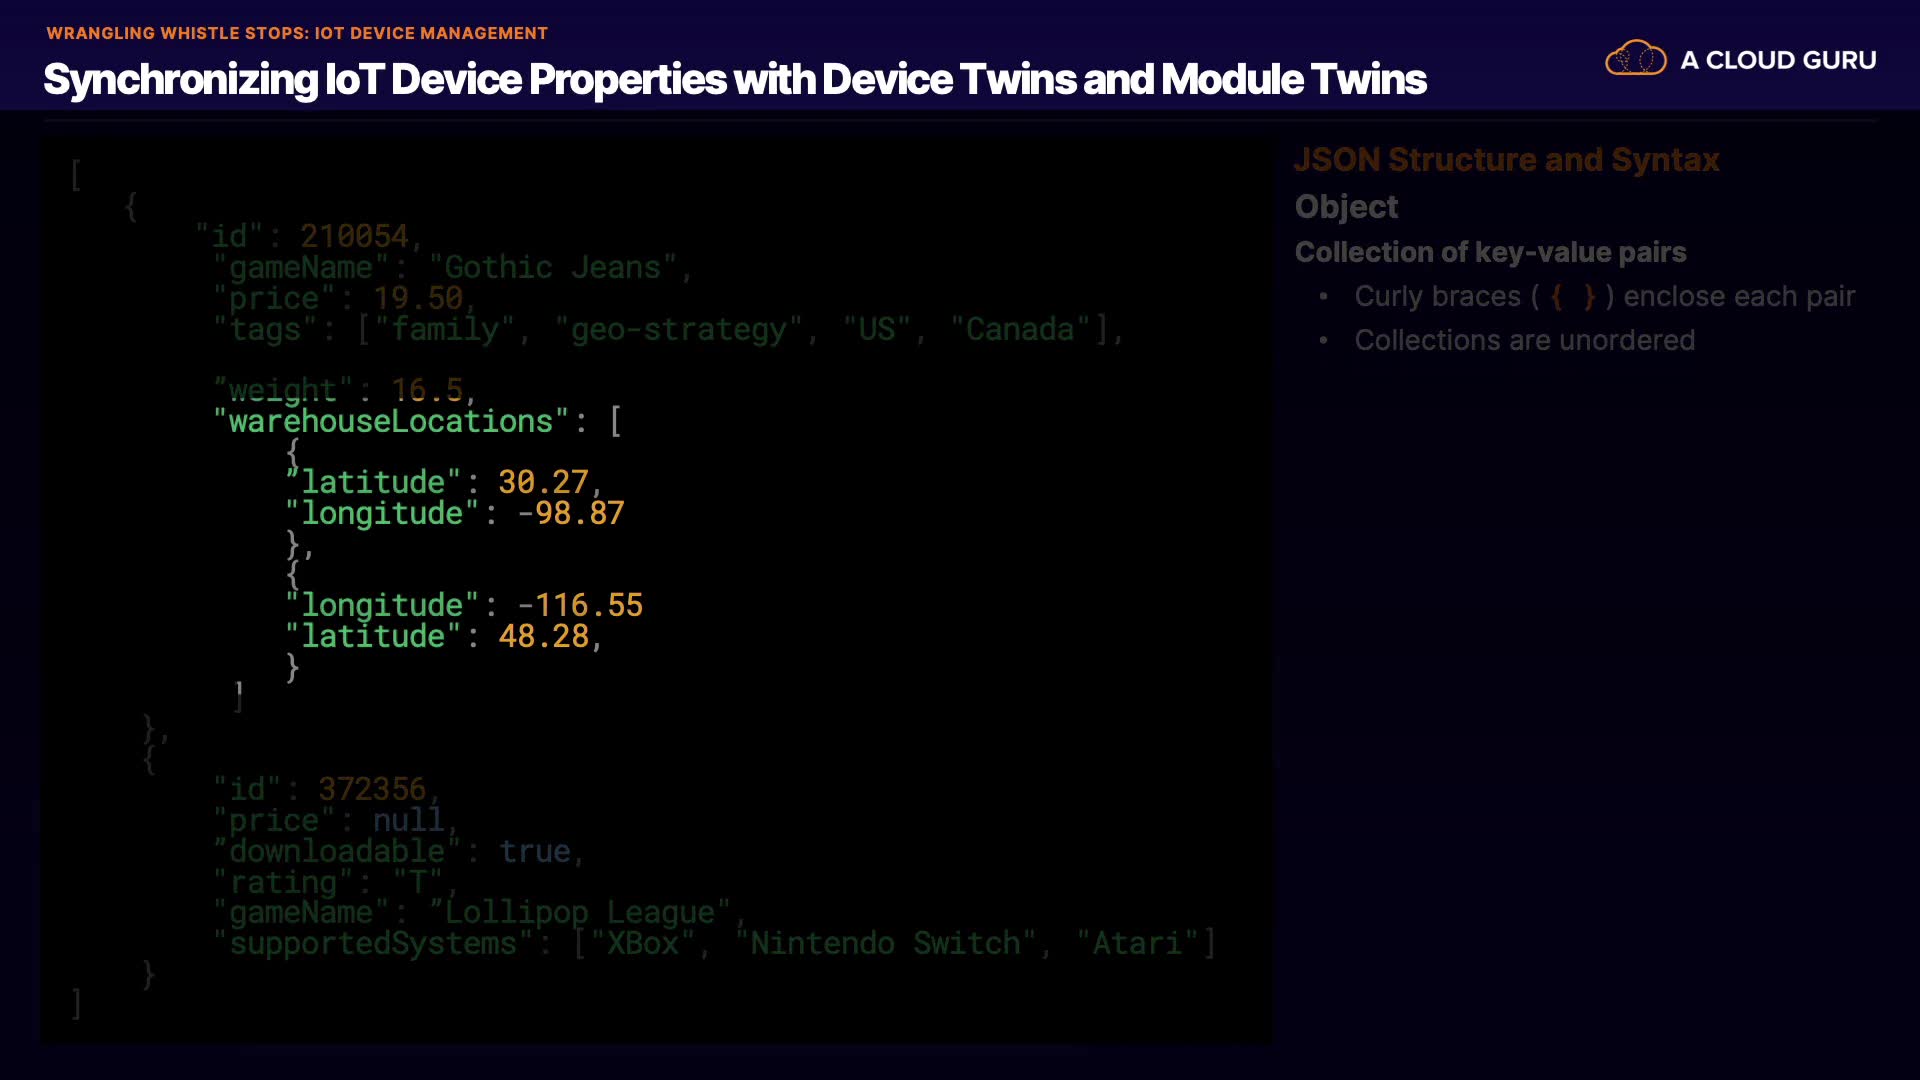 WRANGLING WHISTLE STOPS: IOT DEVICE MANAGEMENT
Synchronizing IoT Device Properties with Device Twins and Module Twins
A CLOUD GURU
[
{
"id": 210054,
"gameName": "Gothic Jeans",
"price": 19.50,
"tags": ["family", "geo-strategy", "US", "Canada"],
”weight": 16.5,
"warehouseLocations": [
{
”latitude": 30.27,
"longitude": -98.87
},
{
"longitude": -116.55
"latitude": 48.28,
}
]
},
{
"id": 372356,
"price": null,
”downloadable": true,
"rating": "T",
"gameName": ”Lollipop League",
"supportedSystems": ["XBox", "Nintendo Switch", "Atari"]
}
]
JSON Structure and Syntax
Object
Collection of key-value pairs
• Curly braces ( { } ) enclose each pair
• Collections are unordered